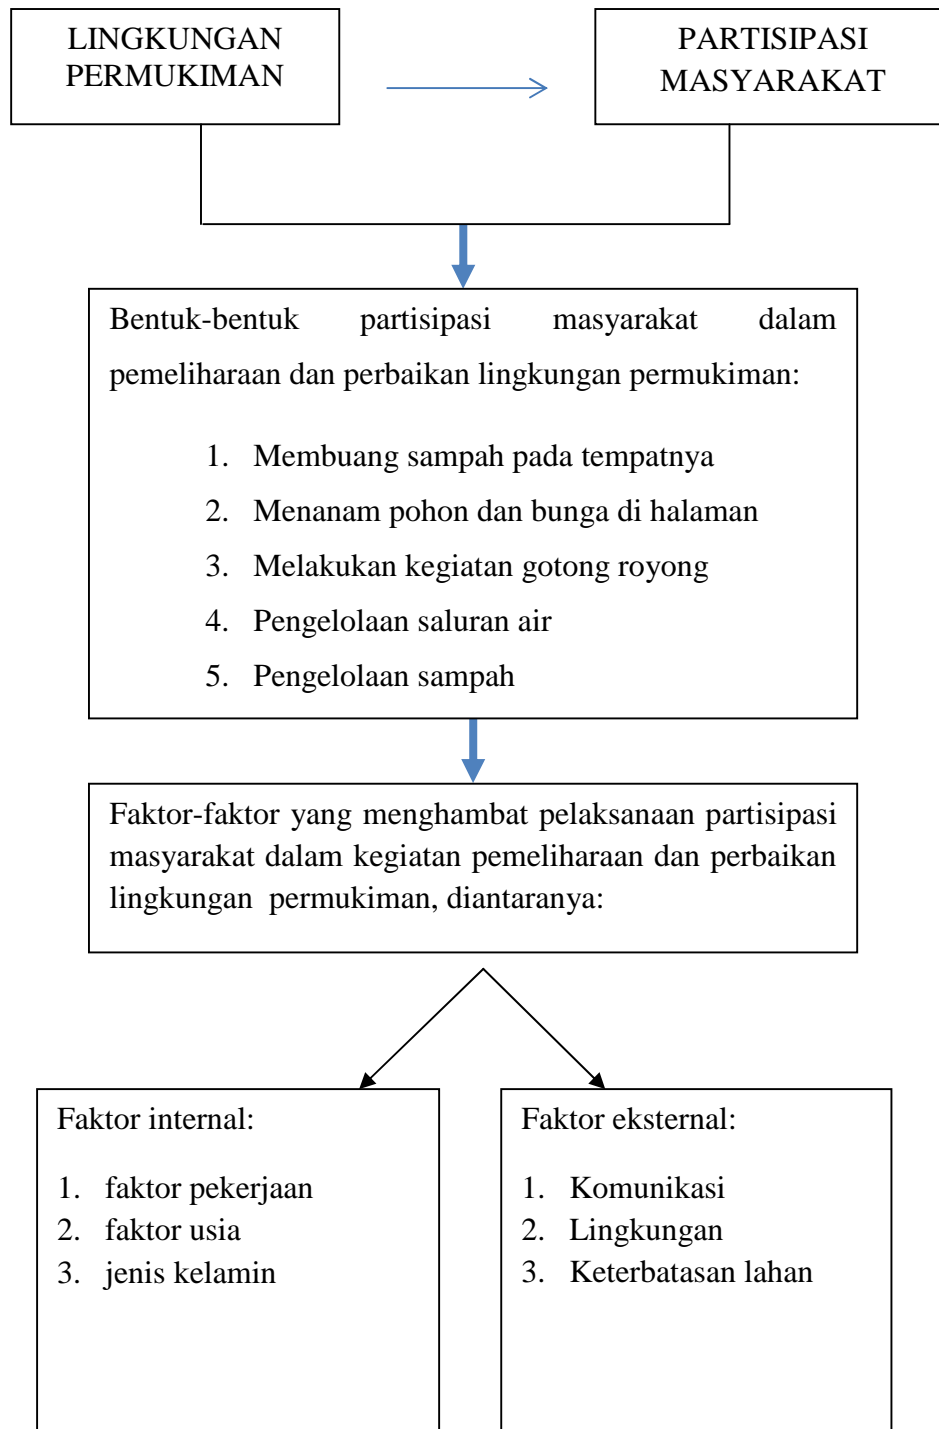 LINGKUNGAN
PERMUKIMAN
PARTISIPASI
MASYARAKAT
Bentuk-bentuk partisipasi masyarakat dalam
pemeliharaan dan perbaikan lingkungan permukiman:
1. Membuang sampah pada tempatnya
2. Menanam pohon dan bunga di halaman
3. Melakukan kegiatan gotong royong
4. Pengelolaan saluran air
5. Pengelolaan sampah
Faktor-faktor yang menghambat pelaksanaan partisipasi
masyarakat dalam kegiatan pemeliharaan dan perbaikan
lingkungan permukiman, diantaranya:
Faktor internal:
1. faktor pekerjaan
2. faktor usia
3. jenis kelamin
Faktor eksternal:
1. Komunikasi
2. Lingkungan
3. Keterbatasan lahan